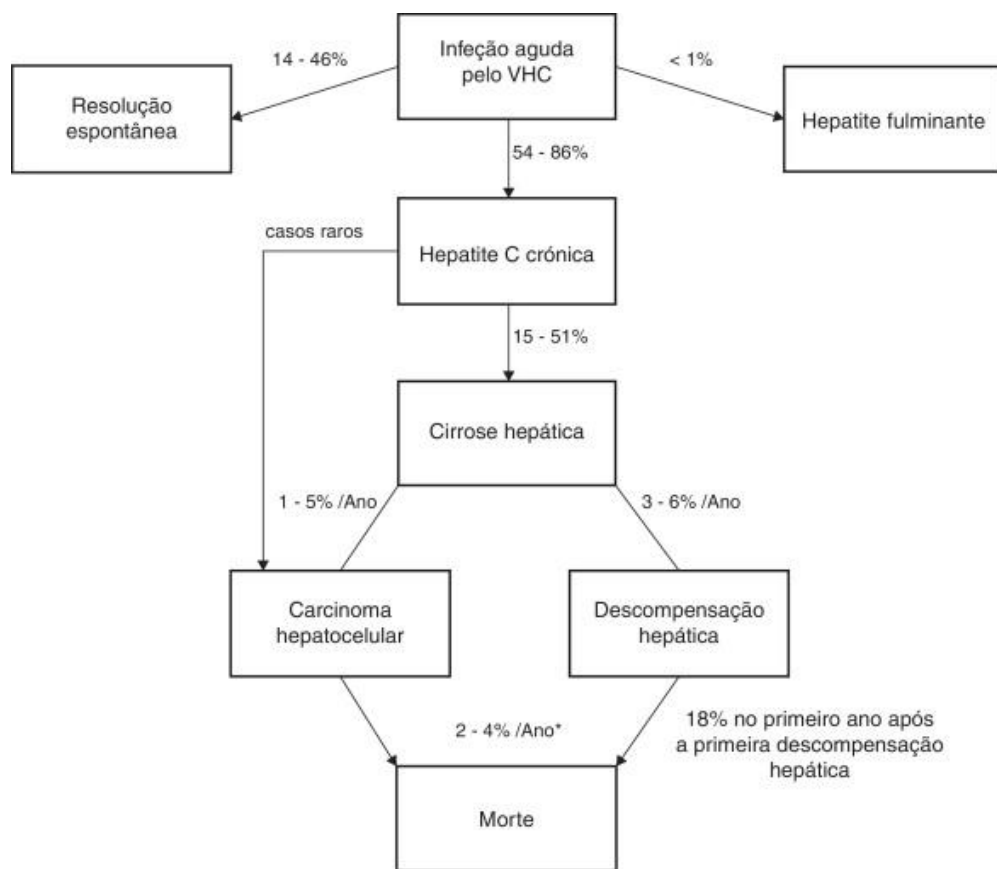 Infeção aguda
pelo VHC
14 - 46%
< 1%
Resolução
espontânea
Hepatite fulminante
54 - 86%
casos raros
Hepatite C crónica
15 - 51%
Cirrose hepática
1 - 5% /Ano
3 - 6% /Ano
Carcinoma
hepatocelular
Descompensação
hepática
2 - 4% /Ano*
18% no primeiro ano após
a primeira descompensação
hepática
Morte